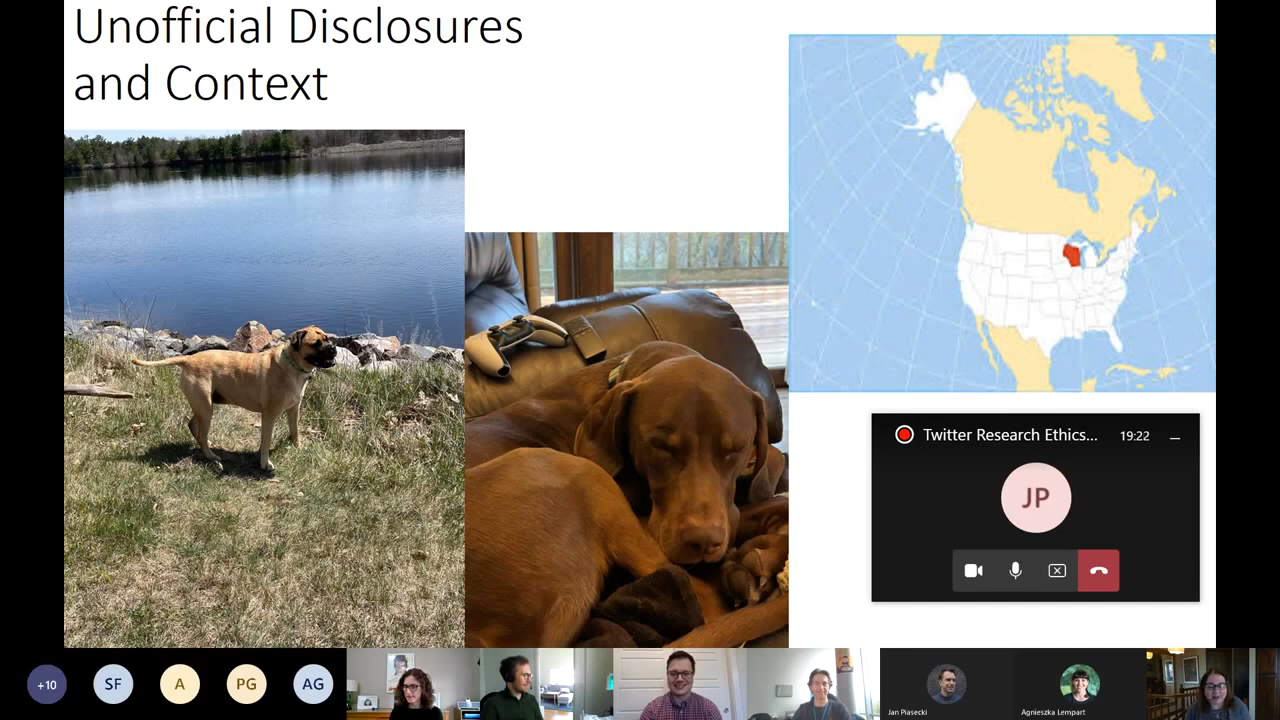 Unofficial Disclosures
and Context
Twitter Research Ethics... 19:22
JP
+10
SF
A
PG
AG
Jan Piasecki
Agnieszka Lempart